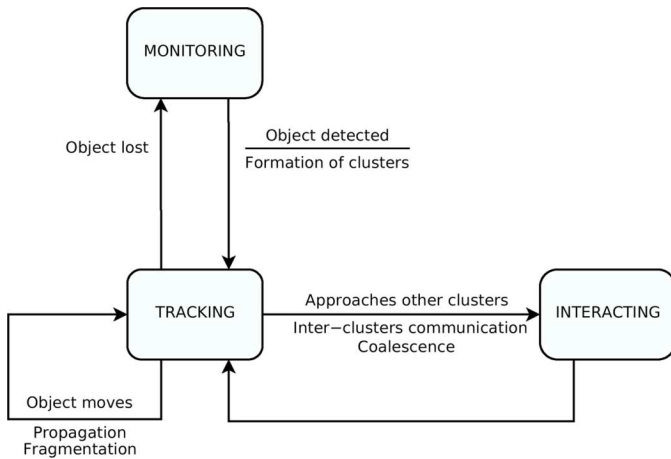 MONITORING
Object lost
Object detected
Formation of clusters
TRACKING
Approaches other clusters
Inter−clusters communication
Coalescence
INTERACTING
Object moves
Propagation
Fragmentation